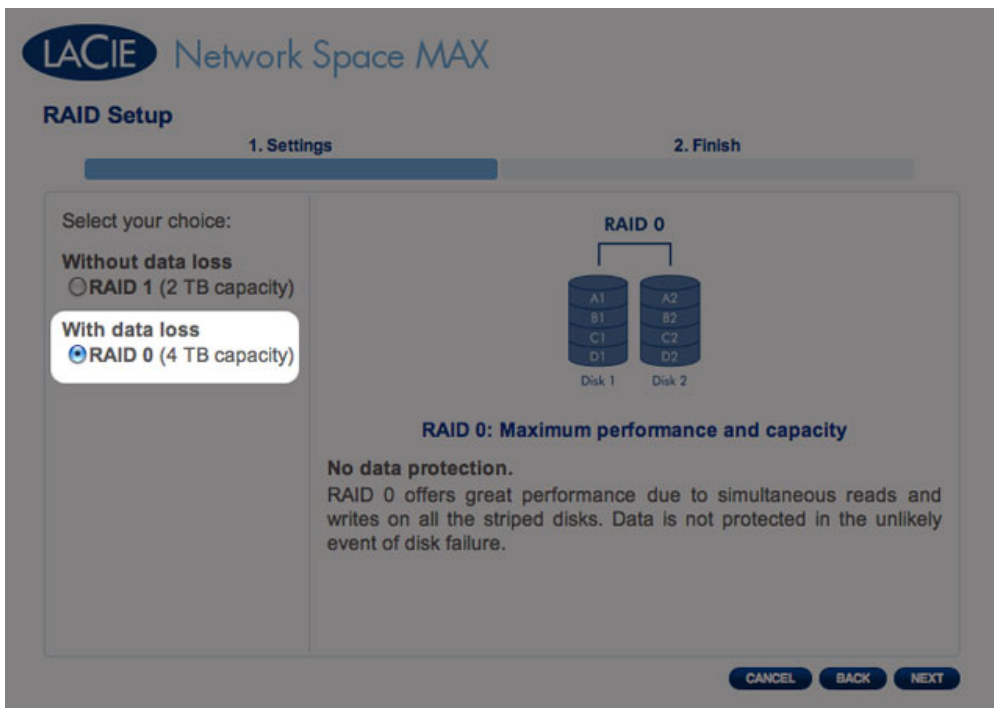 LACIE Network Space MAX
RAID Setup
1. Settings
2. Finish
Select your choice:
Without data loss
RAID 1 (2 TB capacity)
With data loss
RAID 0 (4 TB capacity)
RAID 0
A1 A2
B1 B2
C1 C2
D1 D2
Disk 1 Disk 2
RAID 0: Maximum performance and capacity
No data protection.
RAID 0 offers great performance due to simultaneous reads and
writes on all the striped disks. Data is not protected in the unlikely
event of disk failure.
CANCEL BACK NEXT